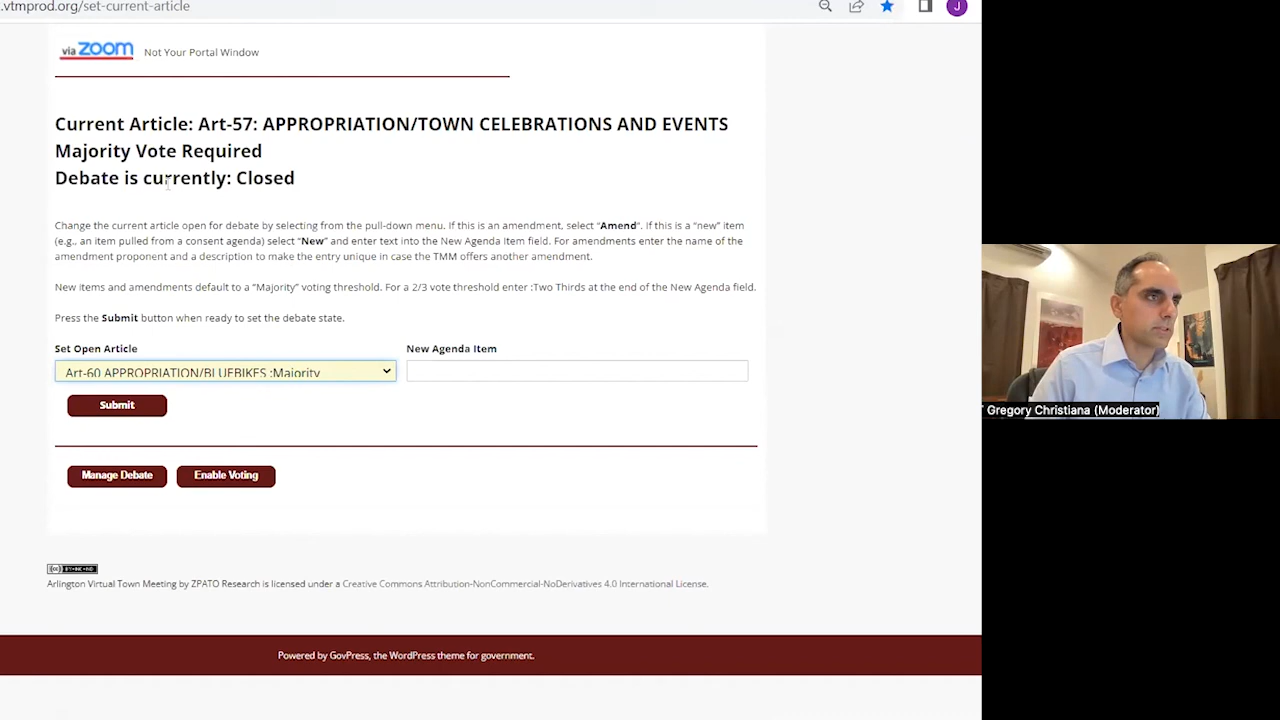 .vtmprod.org/set-current-article
J
via zoom Not Your Portal Window
Current Article: Art-57: APPROPRIATION/TOWN CELEBRATIONS AND EVENTS
Majority Vote Required
Debate is currently: Closed
Change the current article open for debate by selecting from the pull-down menu. If this is an amendment, select "Amend". If this is a "new" item
(e.g., an item pulled from a consent agenda) select "New" and enter text into the New Agenda Item field. For amendments enter the name of the
amendment proponent and a description to make the entry unique in case the TMM offers another amendment.
New items and amendments default to a "Majority" voting threshold. For a 2/3 vote threshold enter :Two Thirds at the end of the New Agenda field.
Press the Submit button when ready to set the debate state.
Set Open Article New Agenda Item
Art-60 APPROPRIATION/BLUEBIKES :Majority
Submit
Gregory Christiana (Moderator)
Manage Debate Enable Voting
Arlington Virtual Town Meeting by ZPATO Research is licensed under a Creative Commons Attribution-NonCommercial-NoDerivatives 4.0 International License.
Powered by GovPress, the WordPress theme for government.